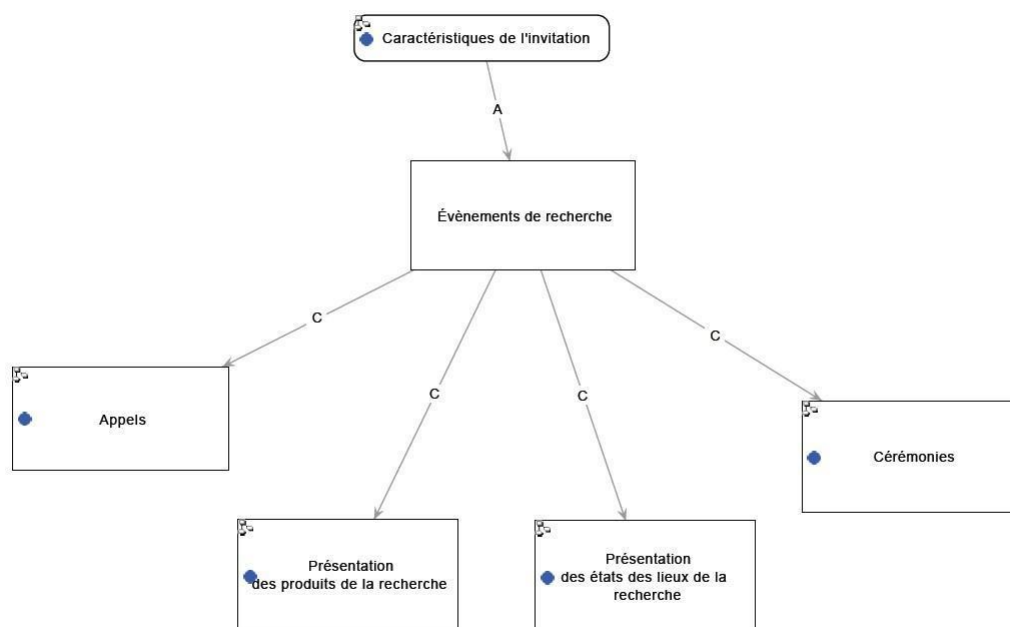 Caractéristiques de l'invitation
A
Évènements de recherche
C
C
C
C
Appels
Cérémonies
Présentation
des produits de la recherche
Présentation
des états des lieux de la
recherche